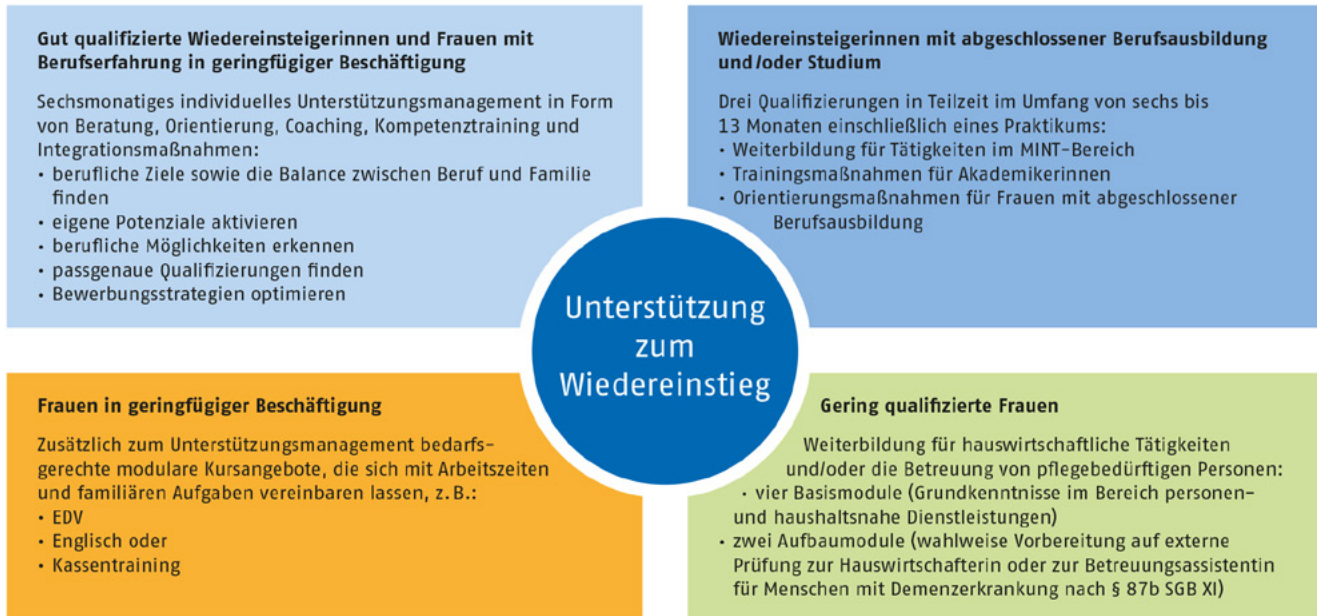 Gut qualifizierte Wiedereinsteigerinnen und Frauen mit
Berufserfahrung in geringfügiger Beschäftigung
Sechsmonatiges individuelles Unterstützungsmanagement in Form
von Beratung, Orientierung, Coaching, Kompetenztraining und
Integrationsmaßnahmen:
• berufliche Ziele sowie die Balance zwischen Beruf und Familie
finden
• eigene Potenziale aktivieren
• berufliche Möglichkeiten erkennen
• passgenaue Qualifizierungen finden
• Bewerbungsstrategien optimieren
Wiedereinsteigerinnen mit abgeschlossener Berufsausbildung
und/oder Studium
Drei Qualifizierungen in Teilzeit im Umfang von sechs bis
13 Monaten einschließlich eines Praktikums:
• Weiterbildung für Tätigkeiten im MINT-Bereich
• Trainingsmaßnahmen für Akademikerinnen
• Orientierungsmaßnahmen für Frauen mit abgeschlossener
Berufsausbildung
Unterstützung
zum
Wiedereinstieg
Frauen in geringfügiger Beschäftigung
Zusätzlich zum Unterstützungsmanagement bedarfs-
gerechte modulare Kursangebote, die sich mit Arbeitszeiten
und familiären Aufgaben vereinbaren lassen, z.B.:
• EDV
• Englisch oder
• Kassentraining
Gering qualifizierte Frauen
Weiterbildung für hauswirtschaftliche Tätigkeiten
und/oder die Betreuung von pflegebedürftigen Personen:
• vier Basismodule (Grundkenntnisse im Bereich personen-
und haushaltsnahe Dienstleistungen)
• zwei Aufbaumodule (wahlweise Vorbereitung auf externe
Prüfung zur Hauswirtschafterin oder zur Betreuungsassistentin
für Menschen mit Demenzerkrankung nach § 87b SGB XI)